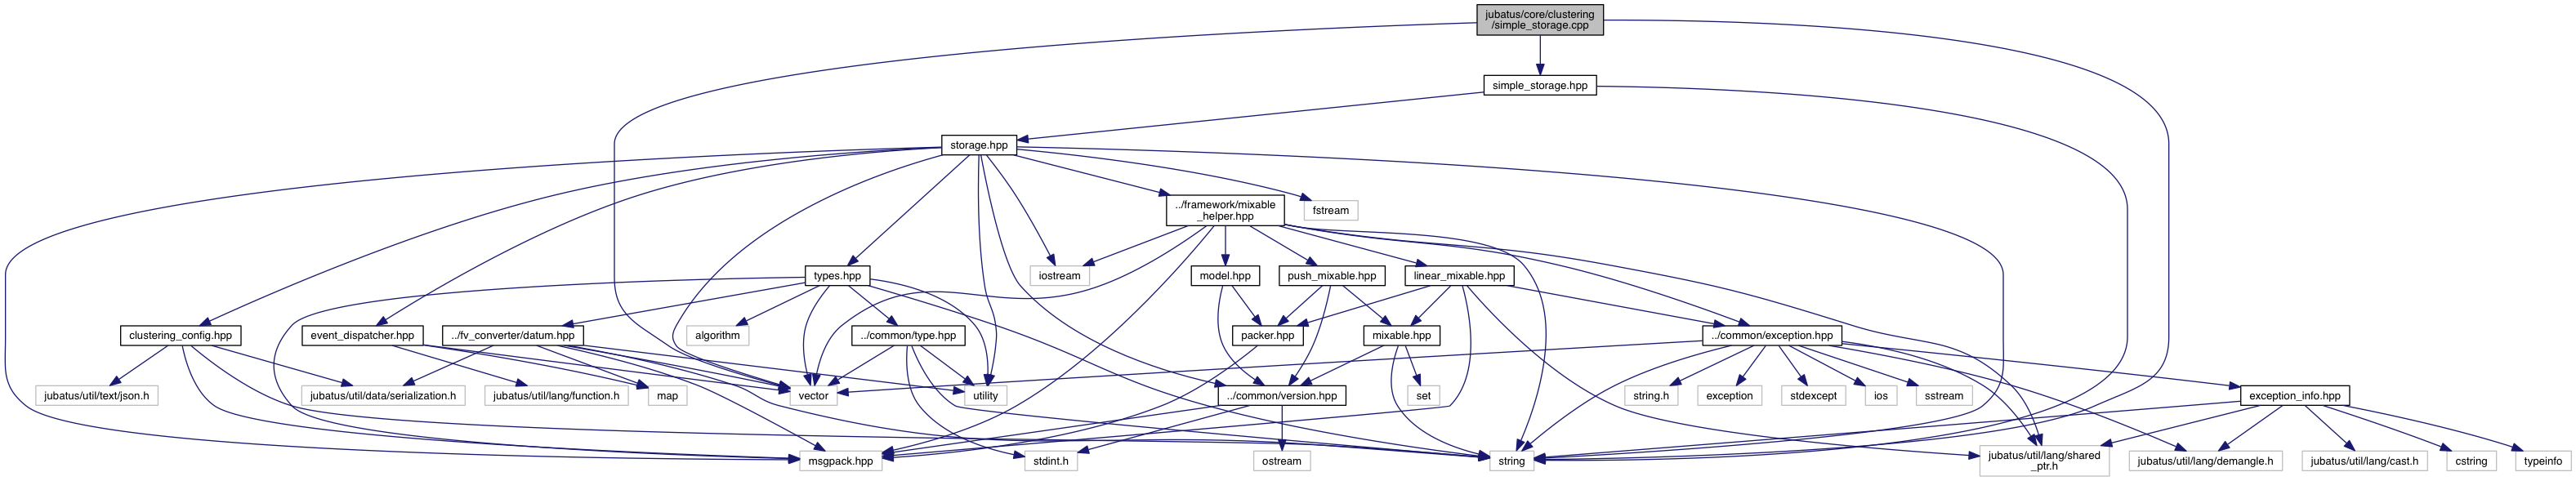 jubatus/core/clustering
/simple_storage.cpp
simple_storage.hpp
storage.hpp
../framework/mixable
_helper.hpp
fstream
types.hpp
iostream
model.hpp
push_mixable.hpp
linear_mixable.hpp
clustering_config.hpp
event_dispatcher.hpp
../fv_converter/datum.hpp
algorithm
../common/type.hpp
packer.hpp
mixable.hpp
../common/exception.hpp
jubatus/util/text/json.h
jubatus/util/data/serialization.h
jubatus/util/lang/function.h
map
vector
utility
../common/version.hpp
set
string.h
exception
stdexcept
ios
sstream
exception_info.hpp
msgpack.hpp
stdint.h
ostream
string
jubatus/util/lang/shared
_ptr.h
jubatus/util/lang/demangle.h
jubatus/util/lang/cast.h
cstring
typeinfo